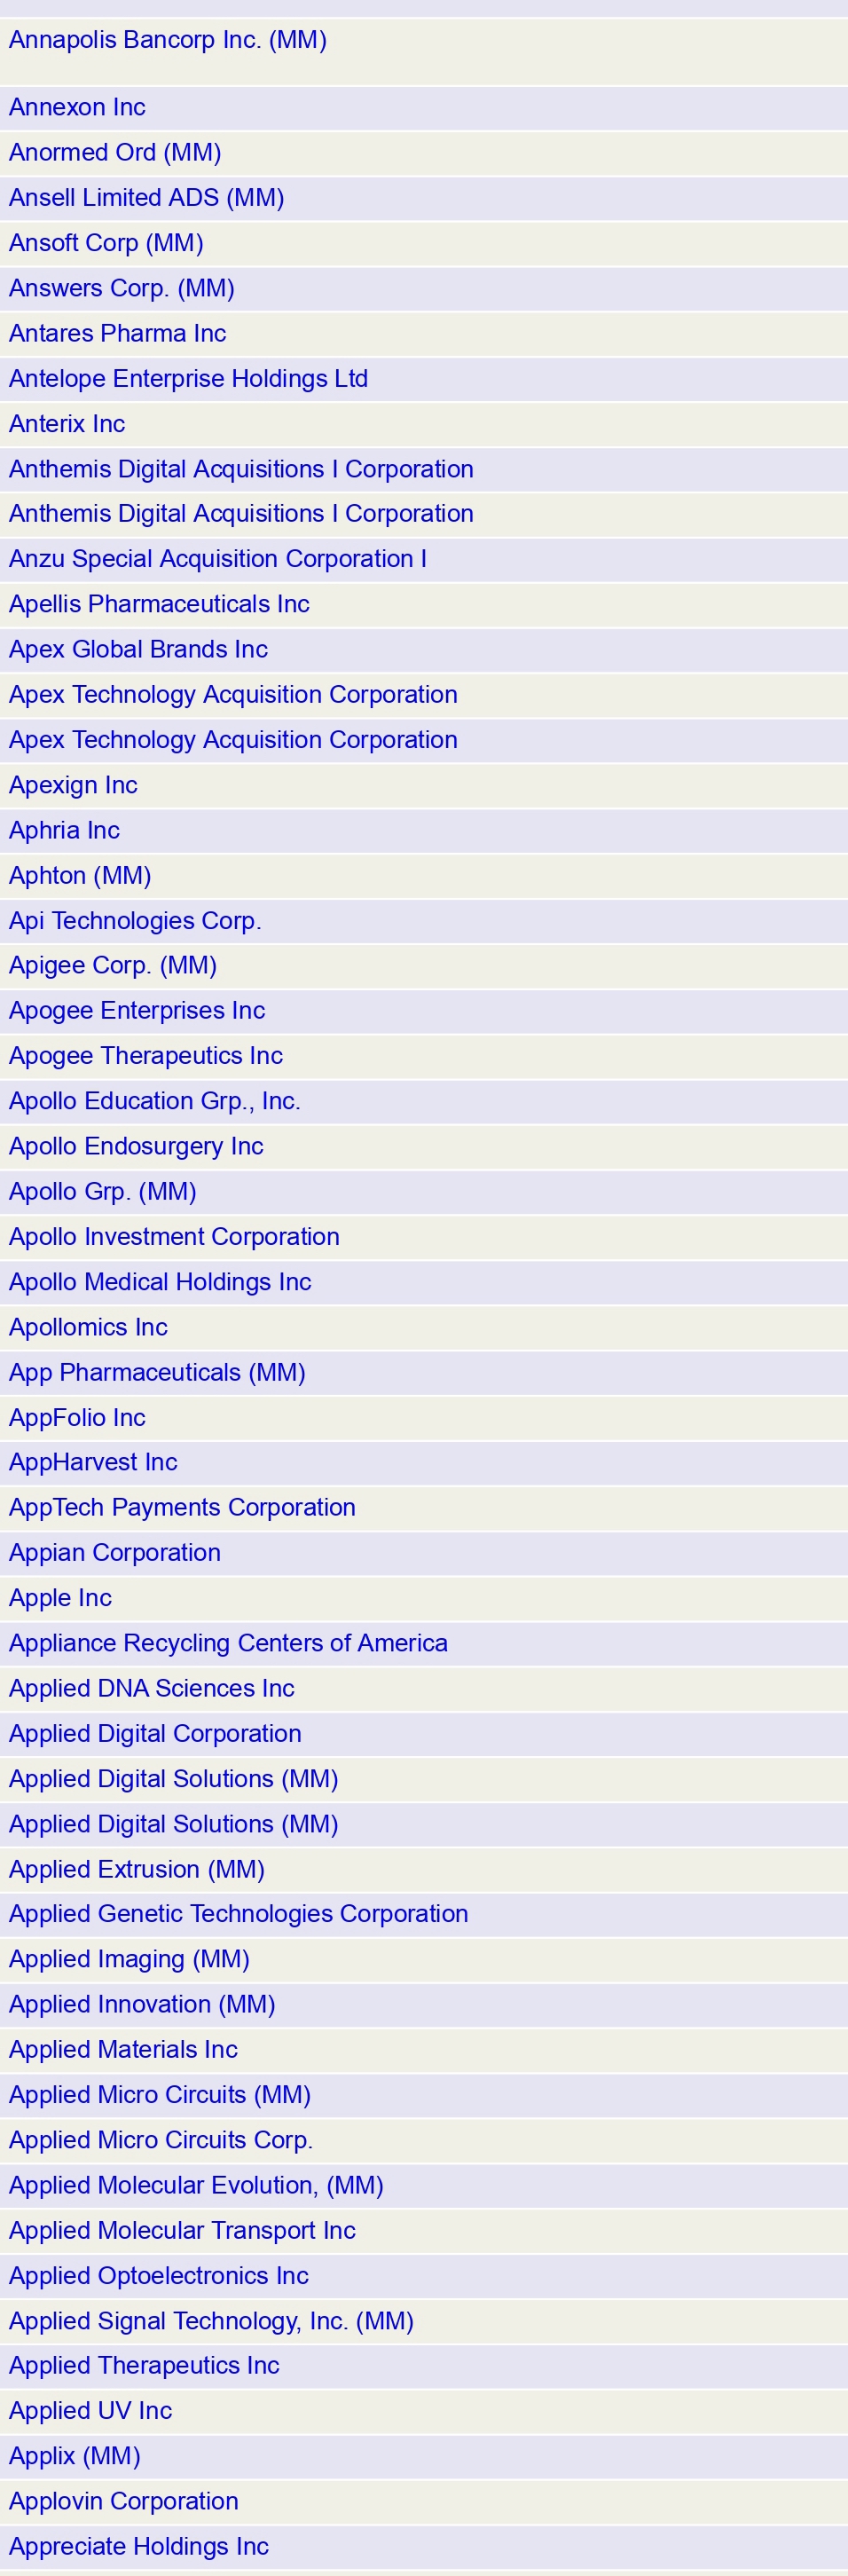 Annapolis Bancorp Inc. (MM)
Annexon Inc
Anormed Ord (MM)
Ansell Limited ADS (MM)
Ansoft Corp (MM)
Answers Corp. (MM)
Antares Pharma Inc
Antelope Enterprise Holdings Ltd
Anterix Inc
Anthemis Digital Acquisitions I Corporation
Anthemis Digital Acquisitions I Corporation
Anzu Special Acquisition Corporation I
Apellis Pharmaceuticals Inc
Apex Global Brands Inc
Apex Technology Acquisition Corporation
Apex Technology Acquisition Corporation
Apexign Inc
Aphria Inc
Aphton (MM)
Api Technologies Corp.
Apigee Corp. (MM)
Apogee Enterprises Inc
Apogee Therapeutics Inc
Apollo Education Grp., Inc.
Apollo Endosurgery Inc
Apollo Grp. (MM)
Apollo Investment Corporation
Apollo Medical Holdings Inc
Apollomics Inc
App Pharmaceuticals (MM)
AppFolio Inc
AppHarvest Inc
AppTech Payments Corporation
Appian Corporation
Apple Inc
Appliance Recycling Centers of America
Applied DNA Sciences Inc
Applied Digital Corporation
Applied Digital Solutions (MM)
Applied Digital Solutions (MM)
Applied Extrusion (MM)
Applied Genetic Technologies Corporation
Applied Imaging (MM)
Applied Innovation (MM)
Applied Materials Inc
Applied Micro Circuits (MM)
Applied Micro Circuits Corp.
Applied Molecular Evolution, (MM)
Applied Molecular Transport Inc
Applied Optoelectronics Inc
Applied Signal Technology, Inc. (MM)
Applied Therapeutics Inc
Applied UV Inc
Applix (MM)
Applovin Corporation
Appreciate Holdings Inc